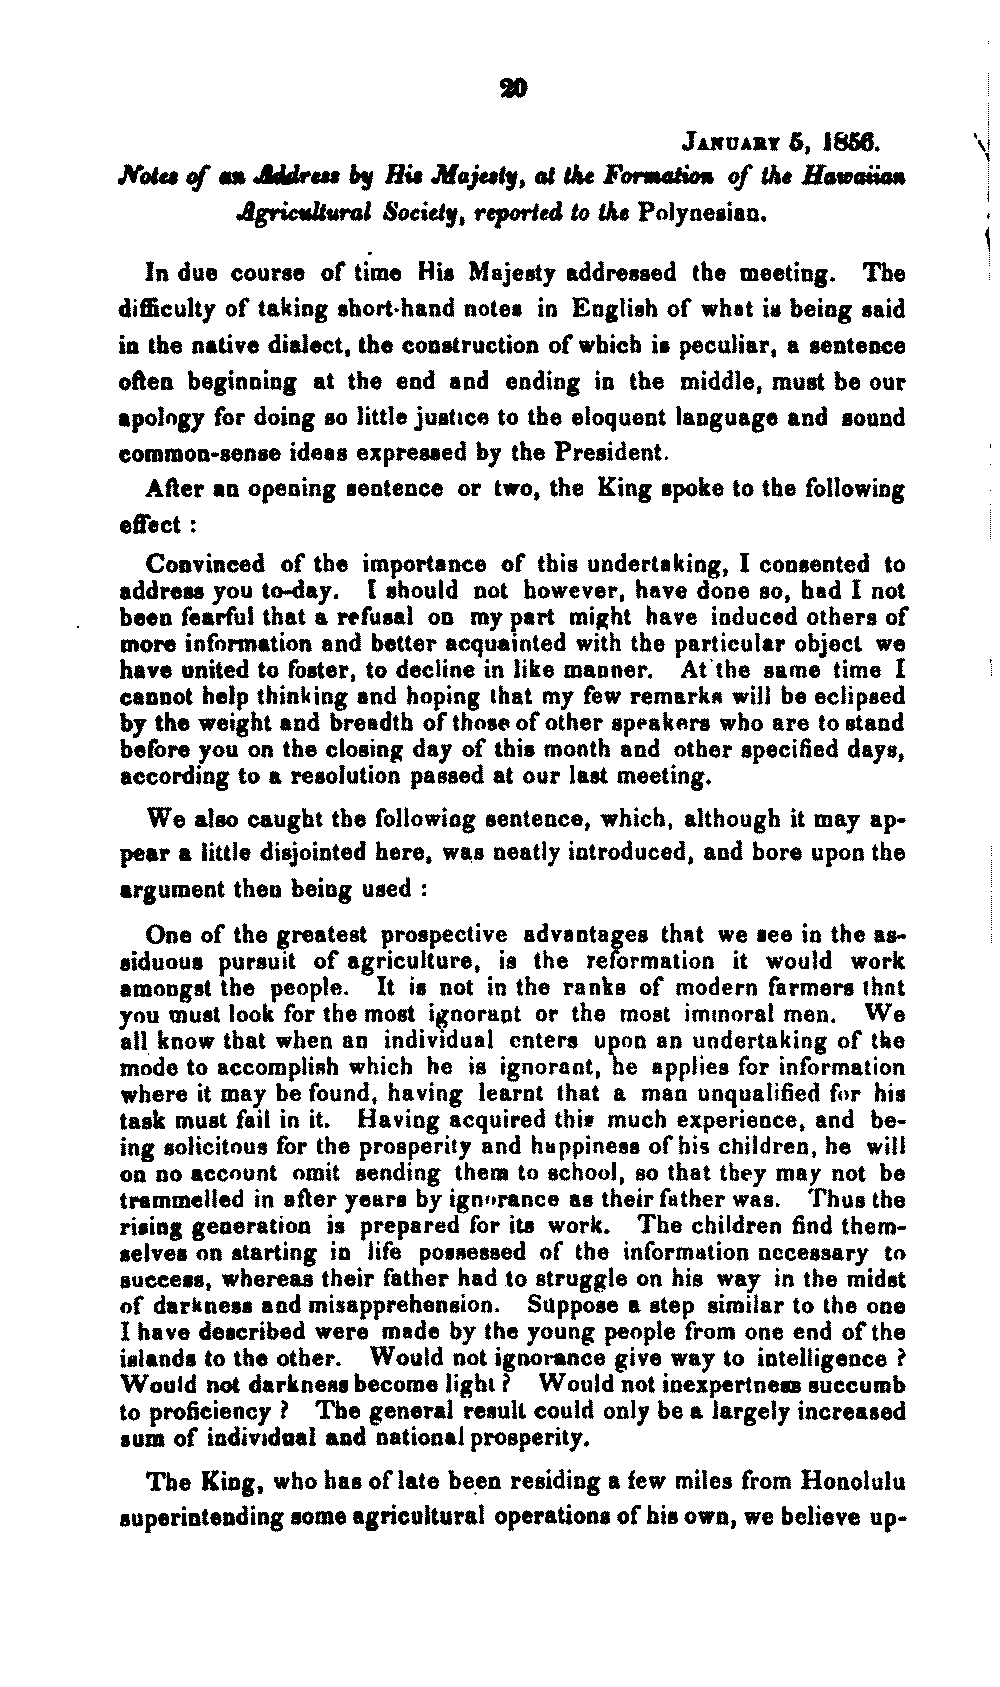 20
JANUARY 5, 1856.
Notes of an Address by His Majesty, at the Formation of the Hawaiian
Agricultural Society, reported to the Polynesian.
In due course of time His Majesty addressed the meeting. The
difficulty of taking short-hand notes in English of what is being said
in the native dialect, the construction of which is peculiar, a sentence
often beginning at the end and ending in the middle, must be our
apology for doing so little justice to the eloquent language and sound
common-sense ideas expressed by the President.
After an opening sentence or two, the King spoke to the following
effect :
Convinced of the importance of this undertaking, I consented to
address you to-day. I should not however, have done so, had I not
been fearful that a refusal on my part might have induced others of
more information and better acquainted with the particular object we
have united to foster, to decline in like manner. At the same time I
cannot help thinking and hoping that my few remarks will be eclipsed
by the weight and breadth of those of other speakers who are to stand
before you on the closing day of this month and other specified days,
according to a resolution passed at our last meeting.
We also caught the following sentence, which, although it may ap-
pear a little disjointed here, was neatly introduced, and bore upon the
argument then being used :
One of the greatest prospective advantages that we see in the as-
siduous pursuit of agriculture, is the reformation it would work
amongst the people. It is not in the ranks of modern farmers that
you must look for the most ignorant or the most immoral men. We
all know that when an individual enters upon an undertaking of the
mode to accomplish which he is ignorant, he applies for information
where it may be found, having learnt that a man unqualified for his
task must fail in it. Having acquired this much experience, and be-
ing solicitous for the prosperity and happiness of his children, he will
on no account omit sending them to school, so that they may not be
trammelled in after years by ignorance as their father was. Thus the
rising generation is prepared for its work. The children find them-
selves on starting in life possessed of the information necessary to
success, whereas their father had to struggle on his way in the midst
of darkness and misapprehension. Suppose a step similar to the one
I have described were made by the young people from one end of the
islands to the other. Would not ignorance give way to intelligence ?
Would not darkness become light ? Would not inexpertness succumb
to proficiency ? The general result could only be a largely increased
sum of individual and national prosperity.
The King, who has of late been residing a few miles from Honolulu
superintending some agricultural operations of his own, we believe up-